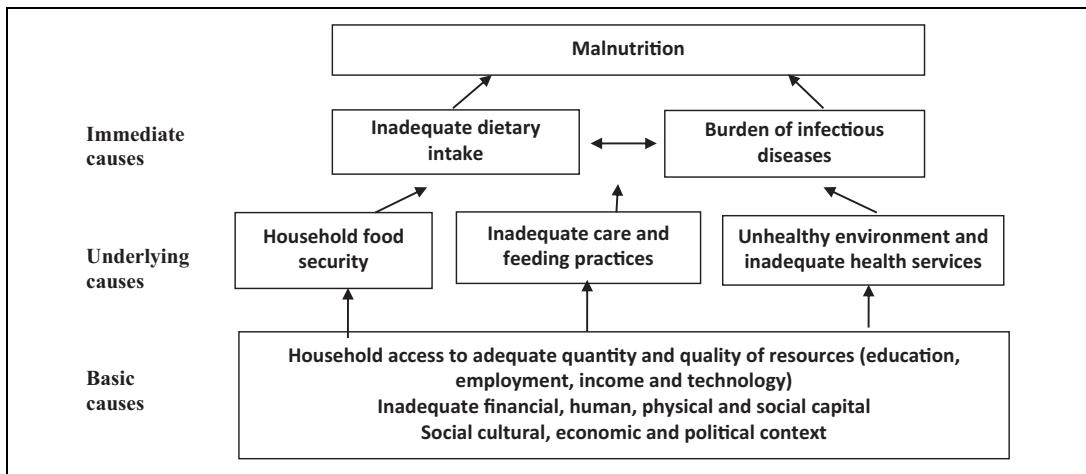 Malnutrition
Immediate
causes
Inadequate dietary
intake
Burden of infectious
diseases
Underlying
causes
Household food
security
Inadequate care and
feeding practices
Unhealthy environment and
inadequate health services
Basic
causes
Household access to adequate quantity and quality of resources (education,
employment, income and technology)
Inadequate financial, human, physical and social capital
Social cultural, economic and political context